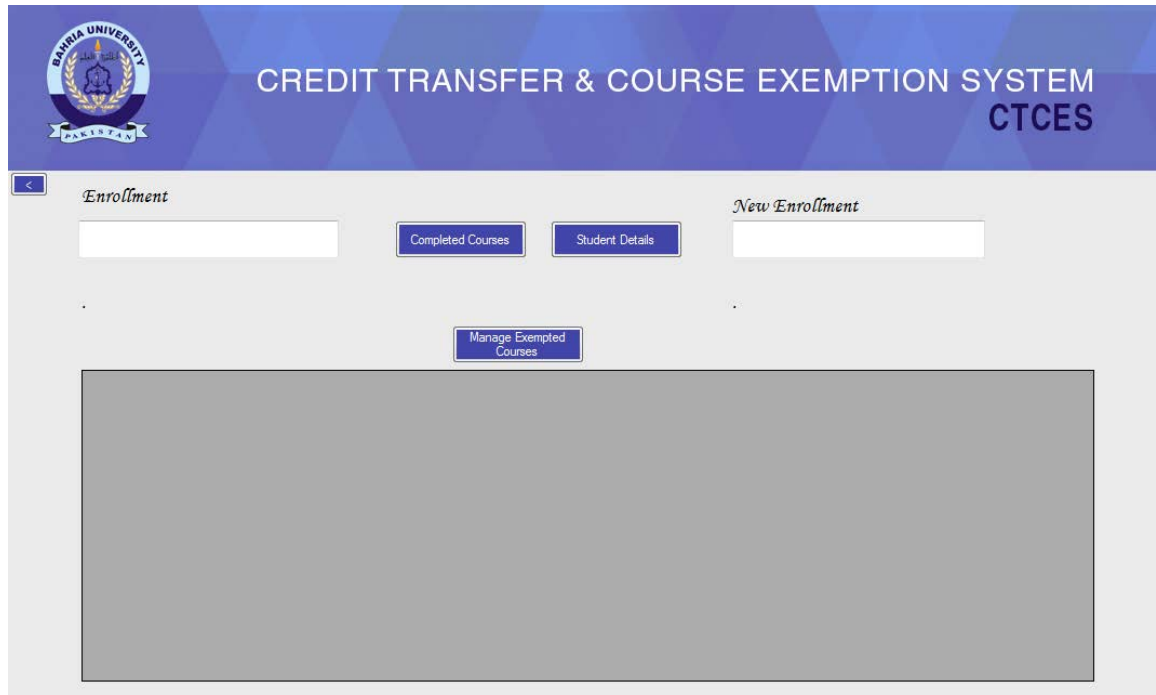 BAHRIA UNIVERSITY
PAKISTAN
CREDIT TRANSFER & COURSE EXEMPTION SYSTEM
CTCES
<
Enrollment
New Enrollment
Completed Courses
Student Details
.
.
Manage Exempted
Courses